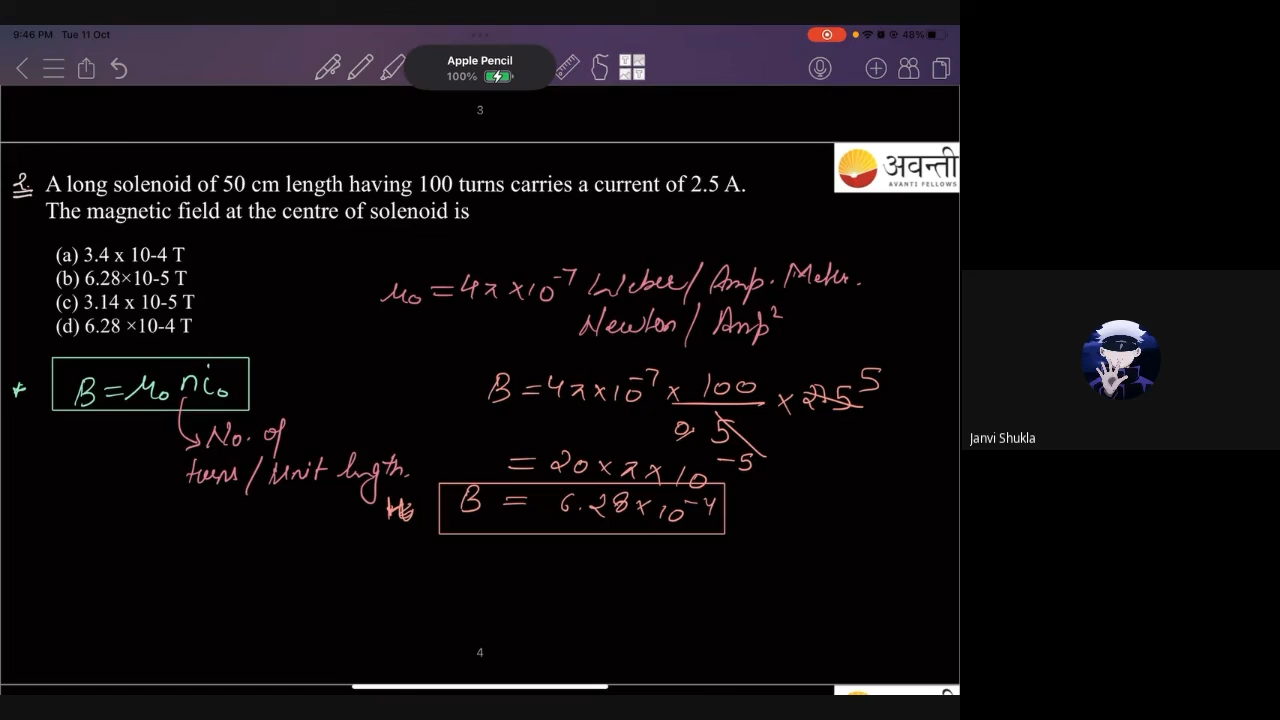 9:46 PM Tue 11 Oct
48%
Apple Pencil
100%
3
अवन्ती
AVANTI FELLOWS
2. A long solenoid of 50 cm length having 100 turns carries a current of 2.5 A.
The magnetic field at the centre of solenoid is
(a) 3.4 x 10-4 T
(b) 6.28×10-5 T
(c) 3.14 x 10-5 T
(d) 6.28 ×10-4 T
μ₀ = 4π×10⁻⁷ Weber/Amp. Meter.
Newton/Amp²
B = μ₀ n i₀
→ No. of
turns/unit length.
B = 4π×10⁻⁷ × 100 / 0.5 × 2.5 5
= 20 × π × 10⁻⁵
B = 6.28×10⁻⁴
4
Janvi Shukla